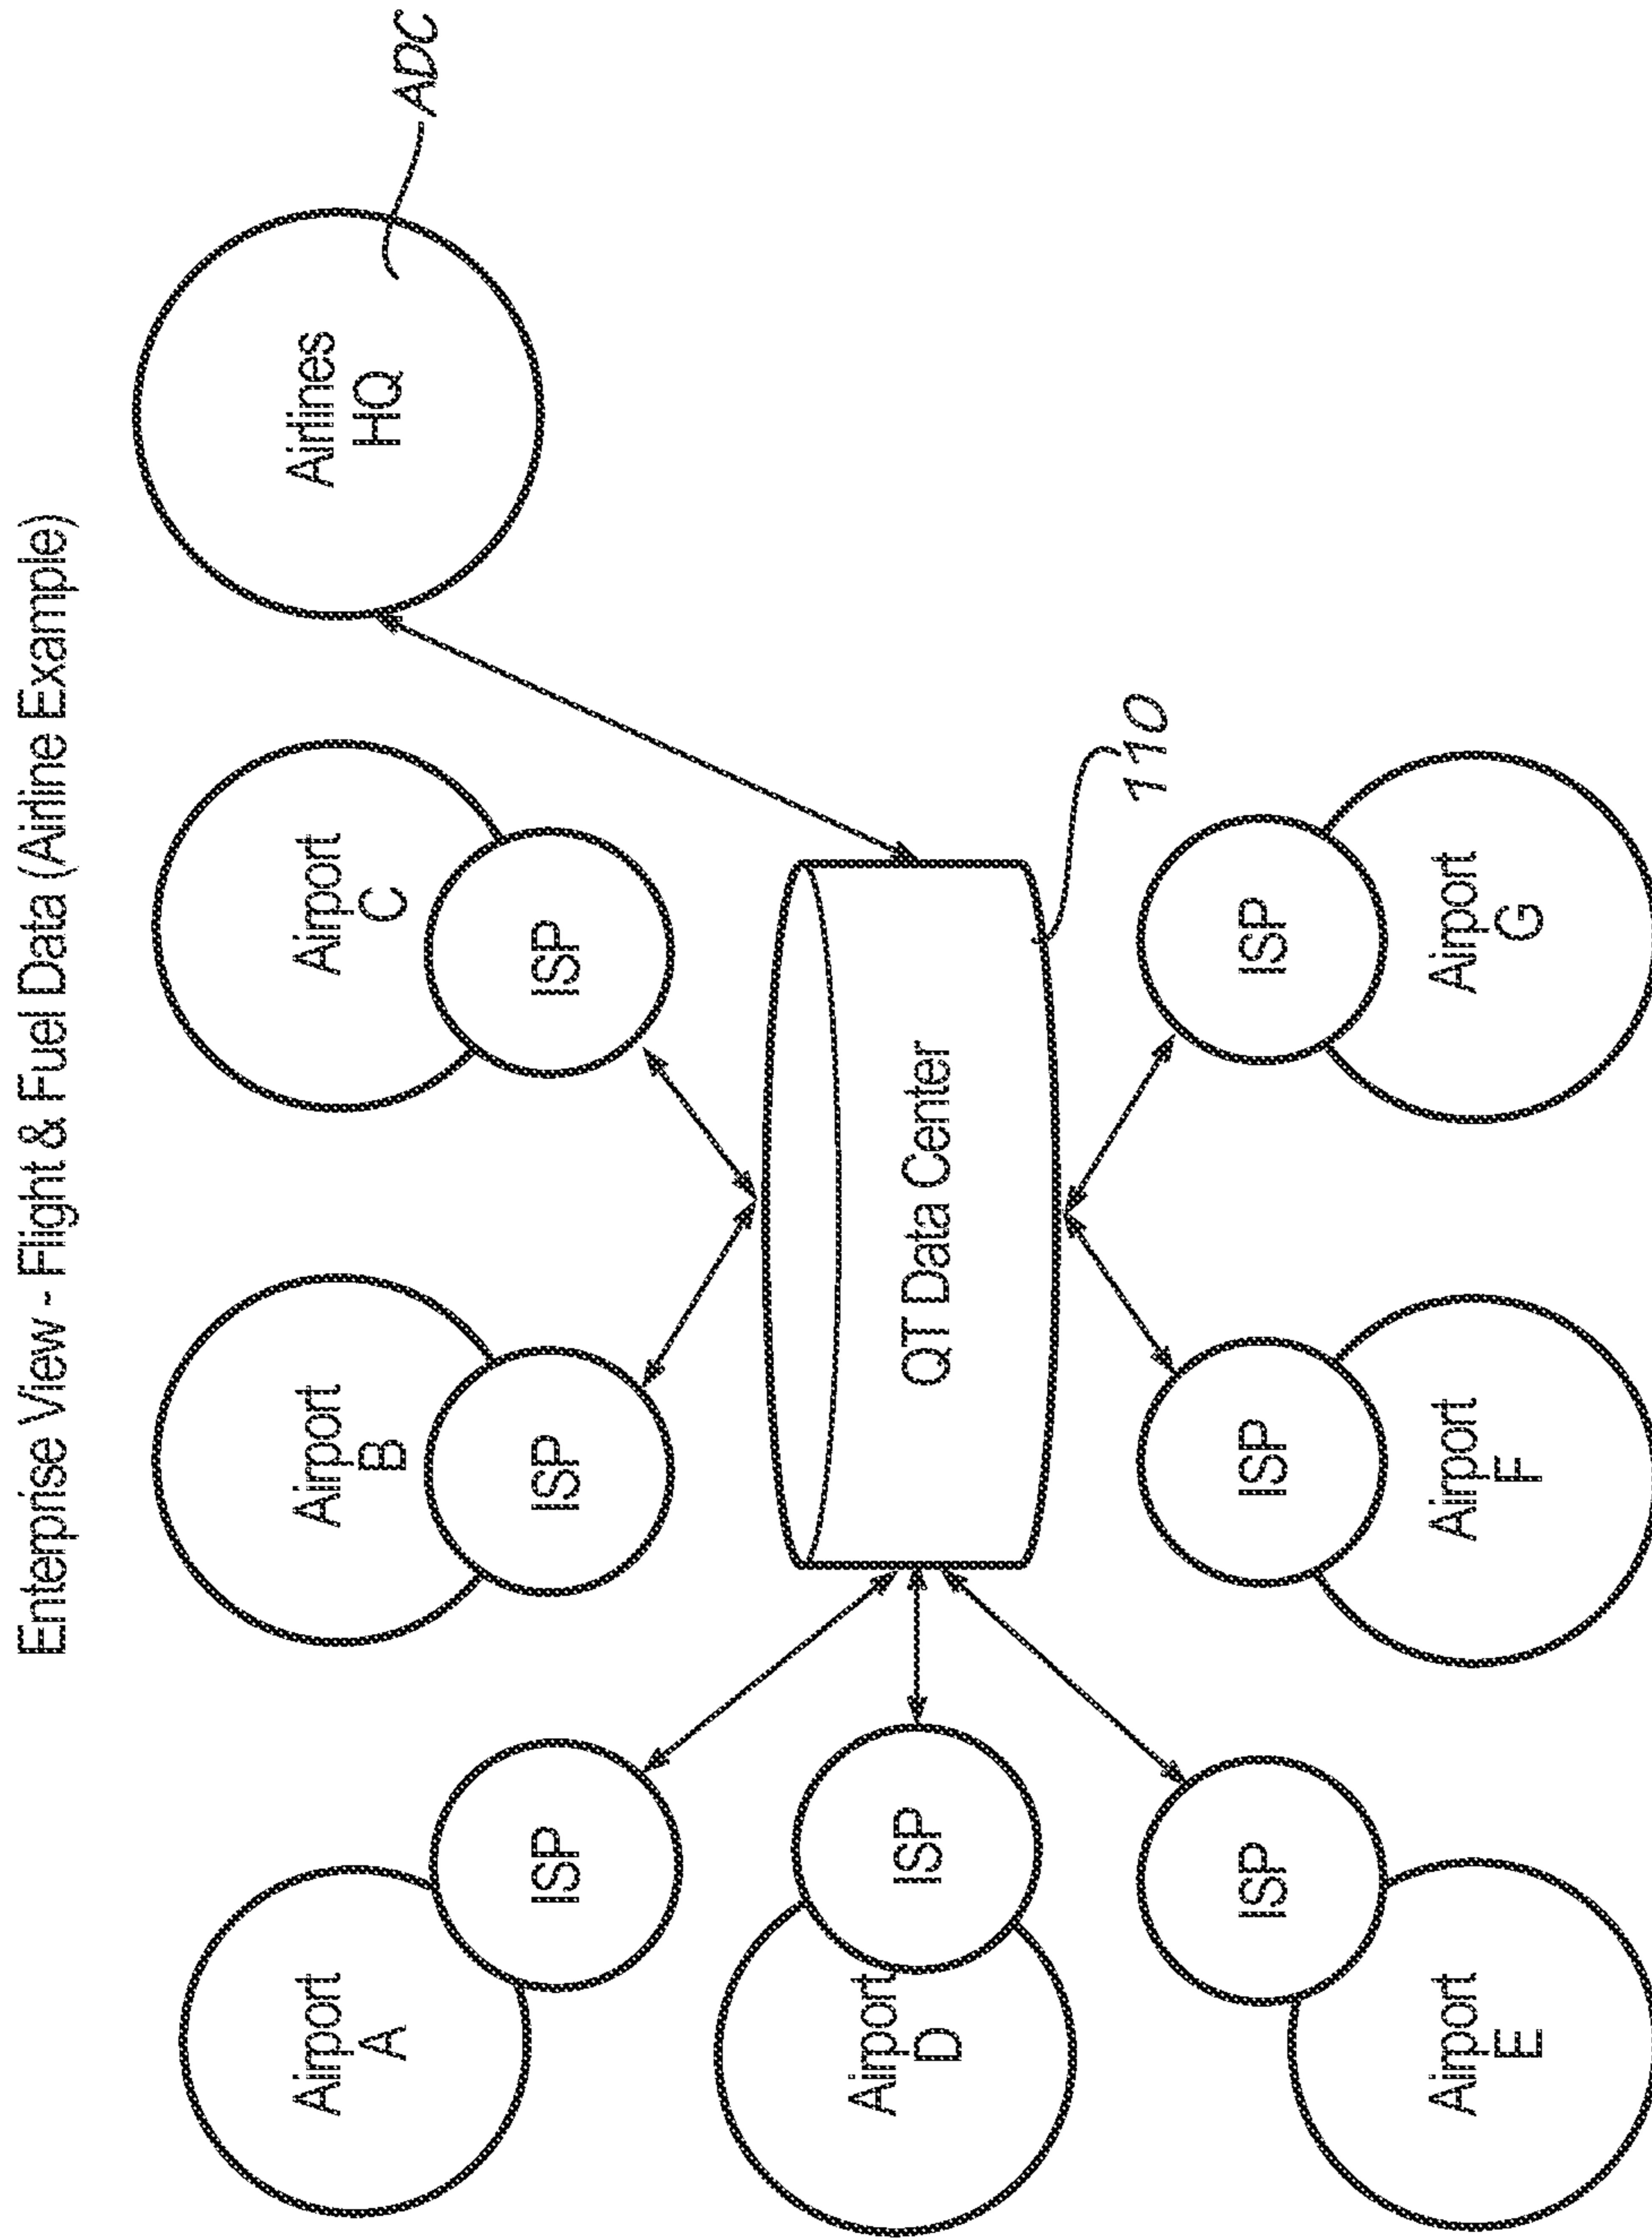 Enterprise View - Flight & Fuel Data (Airline Example)
Airport
A
Airport
B
Airport
C
Airlines
HQ
ADC
ISP
ISP
ISP
Airport
D
ISP
QT Data Center
110
ISP
ISP
ISP
Airport
E
Airport
F
Airport
G